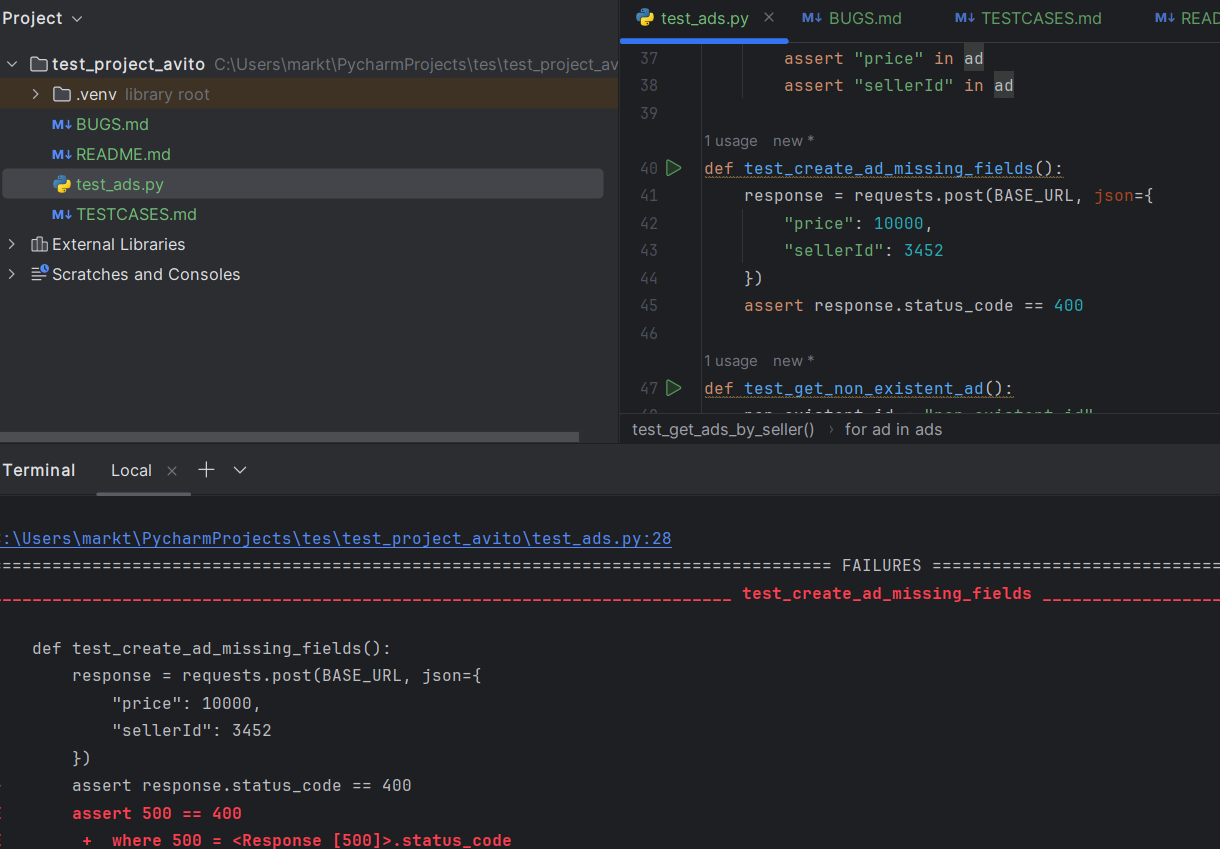 Project
test_project_avito C:\Users\markt\PycharmProjects\tes\test_project_av
.venv library root
BUGS.md
README.md
test_ads.py
TESTCASES.md
External Libraries
Scratches and Consoles
test_ads.py BUGS.md TESTCASES.md READ
37 assert "price" in ad
38 assert "sellerId" in ad
39
1 usage new *
40 def test_create_ad_missing_fields():
41 response = requests.post(BASE_URL, json={
42 "price": 10000,
43 "sellerId": 3452
44 })
45 assert response.status_code == 400
46
1 usage new *
47 def test_get_non_existent_ad():
test_get_ads_by_seller() › for ad in ads
Terminal Local
:\Users\markt\PycharmProjects\tes\test_project_avito\test_ads.py:28
FAILURES
test_create_ad_missing_fields
def test_create_ad_missing_fields():
response = requests.post(BASE_URL, json={
"price": 10000,
"sellerId": 3452
})
assert response.status_code == 400
assert 500 == 400
+ where 500 = <Response [500]>.status_code